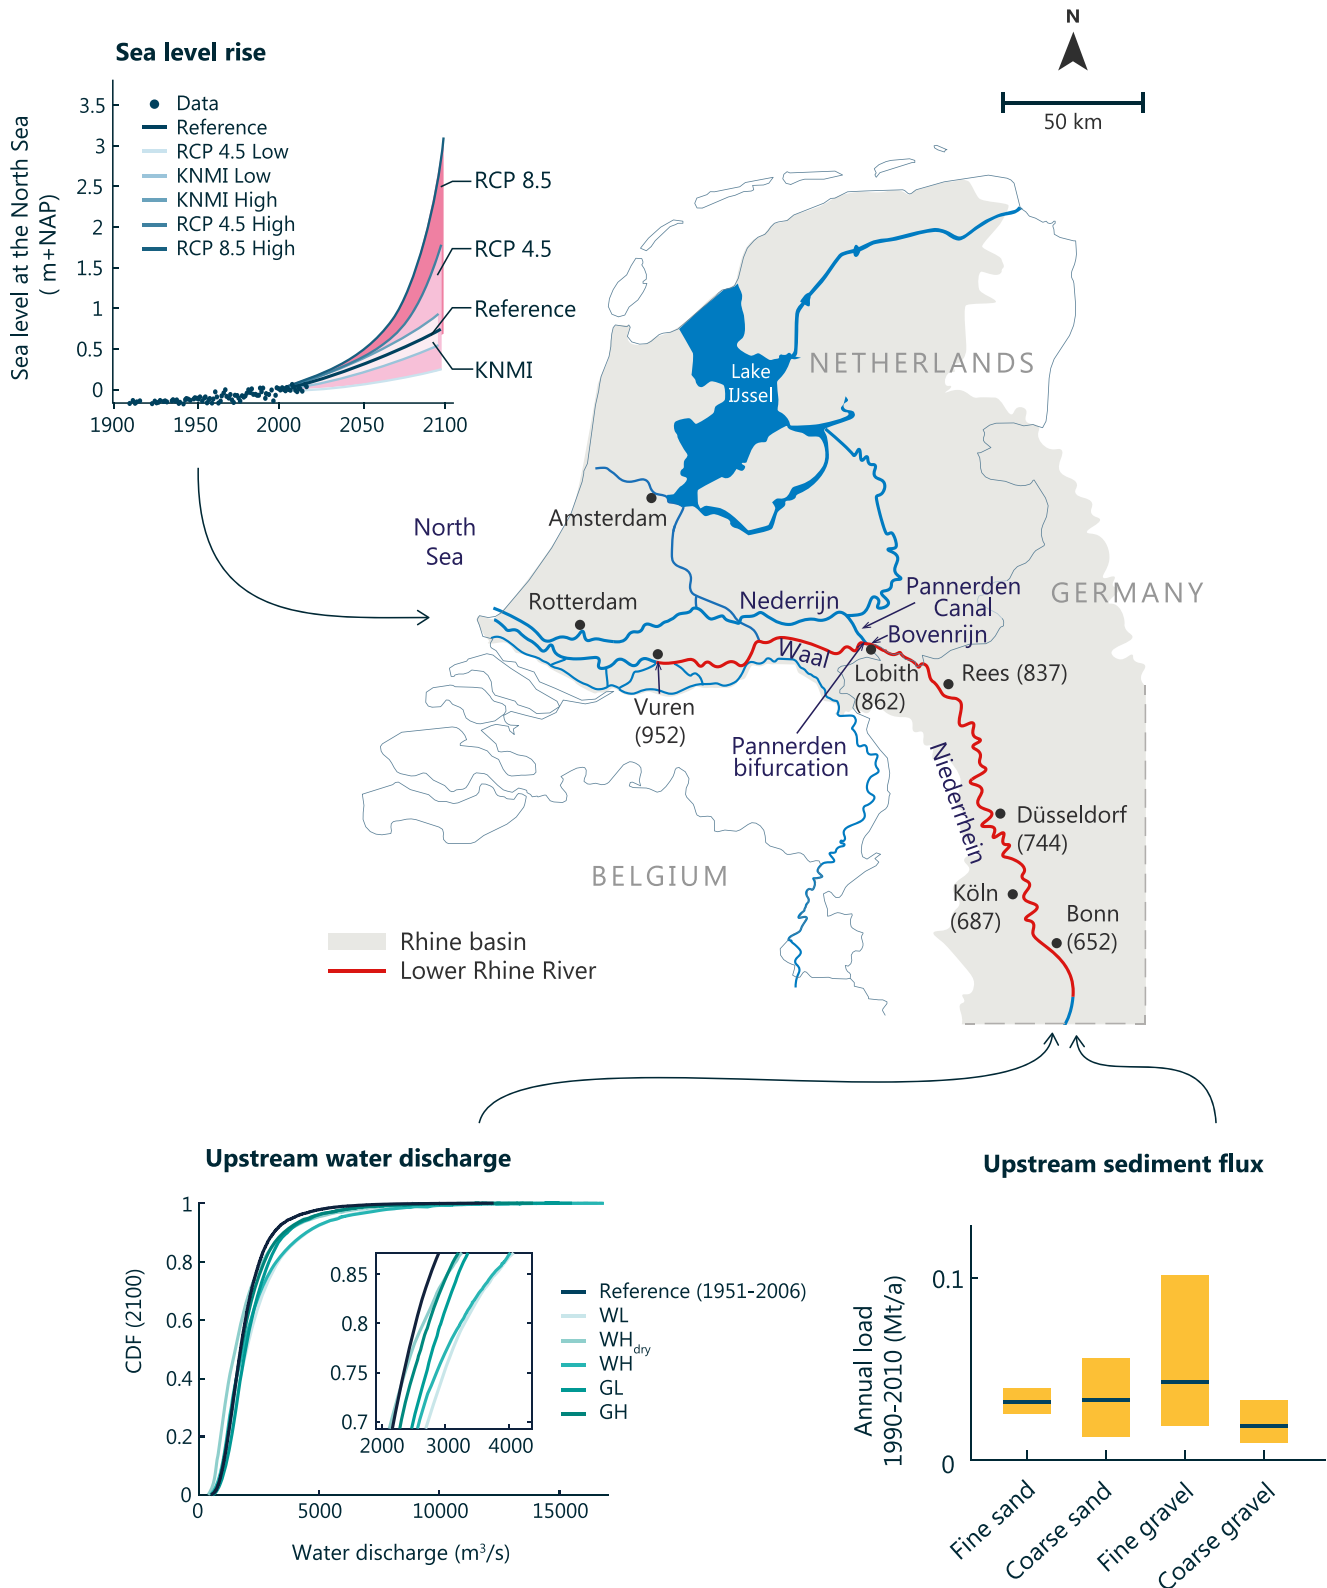 N
50 km
Sea level rise
Sea level at the North Sea
( m+NAP)
3.5
3
2.5
2
1.5
1
0.5
0
1900
1950
2000
2050
2100
Data
Reference
RCP 4.5 Low
KNMI Low
KNMI High
RCP 4.5 High
RCP 8.5 High
RCP 8.5
RCP 4.5
Reference
KNMI
NETHERLANDS
Lake
IJssel
Amsterdam
North
Sea
Rotterdam
Nederrijn
Pannerden
Canal
GERMANY
Bovenrijn
Waal
Lobith
(862)
Rees (837)
Vuren
(952)
Pannerden
bifurcation
Niederrhein
Düsseldorf
(744)
BELGIUM
Köln
(687)
Bonn
(652)
Rhine basin
Lower Rhine River
Upstream water discharge
CDF (2100)
1
0.8
0.6
0.4
0.2
0
0
5000
10000
15000
Water discharge (m³/s)
0.85
0.8
0.75
0.7
2000
3000
4000
Reference (1951-2006)
WL
WHdry
WH
GL
GH
Upstream sediment flux
Annual load
1990-2010 (Mt/a)
0.1
0
Fine sand
Coarse sand
Fine gravel
Coarse gravel